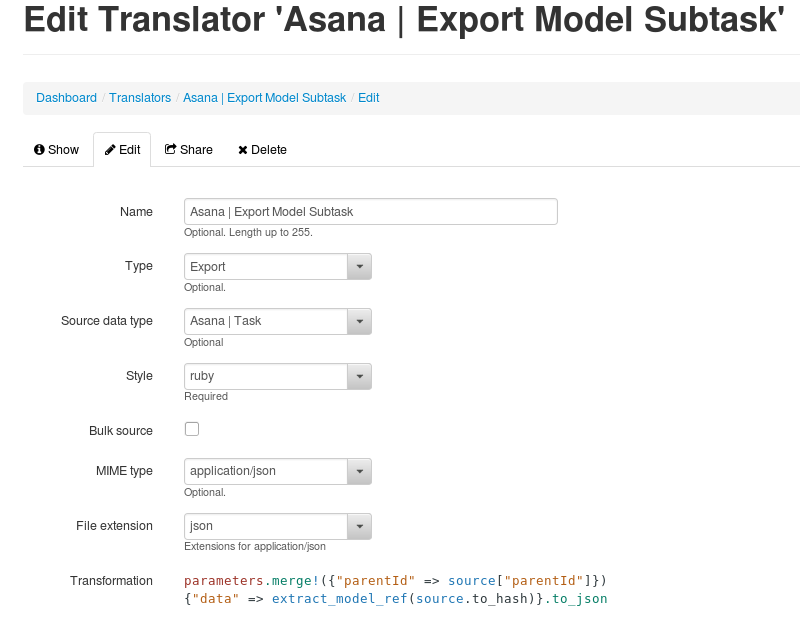 Edit Translator 'Asana | Export Model Subtask'
Dashboard / Translators / Asana | Export Model Subtask / Edit
Show Edit Share Delete
Name Asana | Export Model Subtask
Optional. Length up to 255.
Type Export
Optional.
Source data type Asana | Task
Optional
Style ruby
Required
Bulk source
MIME type application/json
Optional.
File extension json
Extensions for application/json
Transformation parameters.merge!({"parentId" => source["parentId"]})
{"data" => extract_model_ref(source.to_hash)}.to_json